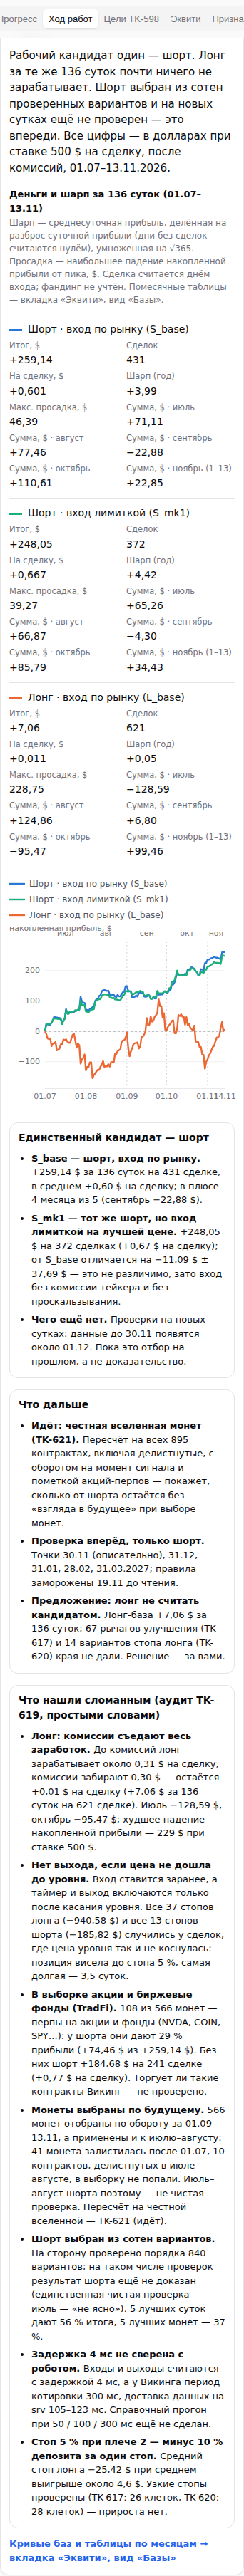 Прогресс Ход работ Цели TK-598 Эквити Призна
Рабочий кандидат один — шорт. Лонг
за те же 136 суток почти ничего не
зарабатывает. Шорт выбран из сотен
проверенных вариантов и на новых
сутках ещё не проверен — это
впереди. Все цифры — в долларах при
ставке 500 $ на сделку, после
комиссий, 01.07–13.11.2026.
Деньги и шарп за 136 суток (01.07–
13.11)
Шарп — среднесуточная прибыль, делённая на
разброс суточной прибыли (дни без сделок
считаются нулём), умноженная на √365.
Просадка — наибольшее падение накопленной
прибыли от пика, $. Сделка считается днём
входа; фандинг не учтён. Помесячные таблицы
— вкладка «Эквити», вид «Базы».
Шорт · вход по рынку (S_base)
Итог, $ Сделок
+259,14 431
На сделку, $ Шарп (год)
+0,601 +3,99
Макс. просадка, $ Сумма, $ · июль
46,39 +71,11
Сумма, $ · август Сумма, $ · сентябрь
+77,46 −22,88
Сумма, $ · октябрь Сумма, $ · ноябрь (1–13)
+110,61 +22,85
Шорт · вход лимиткой (S_mk1)
Итог, $ Сделок
+248,05 372
На сделку, $ Шарп (год)
+0,667 +4,42
Макс. просадка, $ Сумма, $ · июль
39,27 +65,26
Сумма, $ · август Сумма, $ · сентябрь
+66,87 −4,30
Сумма, $ · октябрь Сумма, $ · ноябрь (1–13)
+85,79 +34,43
Лонг · вход по рынку (L_base)
Итог, $ Сделок
+7,06 621
На сделку, $ Шарп (год)
+0,011 +0,05
Макс. просадка, $ Сумма, $ · июль
228,75 −128,59
Сумма, $ · август Сумма, $ · сентябрь
+124,86 +6,80
Сумма, $ · октябрь Сумма, $ · ноябрь (1–13)
−95,47 +99,46
Шорт · вход по рынку (S_base)
Шорт · вход лимиткой (S_mk1)
Лонг · вход по рынку (L_base)
накопленная прибыль, $
июл авг сен окт ноя
200
100
0
−100
01.07 01.08 01.09 01.10 01.11 14.11
Единственный кандидат — шорт
• S_base — шорт, вход по рынку.
+259,14 $ за 136 суток на 431 сделке,
в среднем +0,60 $ на сделку; в плюсе
4 месяца из 5 (сентябрь −22,88 $).
• S_mk1 — тот же шорт, но вход
лимиткой на лучшей цене. +248,05
$ на 372 сделках (+0,67 $ на сделку);
от S_base отличается на −11,09 $ ±
37,69 $ — это не различимо, зато вход
без комиссии тейкера и без
проскальзывания.
• Чего ещё нет. Проверки на новых
сутках: данные до 30.11 появятся
около 01.12. Пока это отбор на
прошлом, а не доказательство.
Что дальше
• Идёт: честная вселенная монет
(TK-621). Пересчёт на всех 895
контрактах, включая делистнутые, с
оборотом на момент сигнала и
пометкой акций-перпов — покажет,
сколько от шорта остаётся без
«взгляда в будущее» при выборе
монет.
• Проверка вперёд, только шорт.
Точки 30.11 (описательно), 31.12,
31.01, 28.02, 31.03.2027; правила
заморожены 19.11 до чтения.
• Предложение: лонг не считать
кандидатом. Лонг-база +7,06 $ за
136 суток; 67 рычагов улучшения (TK-
617) и 14 вариантов стопа лонга (TK-
620) края не дали. Решение — за вами.
Что нашли сломанным (аудит TK-
619, простыми словами)
• Лонг: комиссии съедают весь
заработок. До комиссий лонг
зарабатывает около 0,31 $ на сделку,
комиссии забирают 0,30 $ — остаётся
+0,01 $ на сделку (+7,06 $ за 136
суток на 621 сделке). Июль −128,59 $,
октябрь −95,47 $; худшее падение
накопленной прибыли — 229 $ при
ставке 500 $.
• Нет выхода, если цена не дошла
до уровня. Вход ставится заранее, а
таймер и выход включаются только
после касания уровня. Все 37 стопов
лонга (−940,58 $) и все 13 стопов
шорта (−185,82 $) случились у сделок,
где цена уровня так и не коснулась:
позиция висела до стопа 5 %, самая
долгая — 3,5 суток.
• В выборке акции и биржевые
фонды (TradFi). 108 из 566 монет —
перпы на акции и фонды (NVDA, COIN,
SPY…): у шорта они дают 29 %
прибыли (+74,46 $ из +259,14 $). Без
них шорт +184,68 $ на 241 сделке
(+0,77 $ на сделку). Торгует ли такие
контракты Викинг — не проверено.
• Монеты выбраны по будущему. 566
монет отобраны по обороту за 01.09–
13.11, а применены и к июлю–августу:
41 монета залистилась после 01.07, 10
контрактов, делистнутых в июле–
августе, в выборку не попали. Июль–
август шорта поэтому — не чистая
проверка. Пересчёт на честной
вселенной — TK-621 (идёт).
• Шорт выбран из сотен вариантов.
На сторону проверено порядка 840
вариантов; на таком числе проверок
результат шорта ещё не доказан
(единственная чистая проверка —
июль — «не ясно»). 5 лучших суток
дают 56 % итога, 5 лучших монет — 37
%.
• Задержка 4 мс не сверена с
роботом. Входы и выходы считаются
с задержкой 4 мс, а у Викинга период
котировки 300 мс, доставка данных на
srv 105–123 мс. Справочный прогон
при 50 / 100 / 300 мс ещё не сделан.
• Стоп 5 % при плече 2 — минус 10 %
депозита за один стоп. Средний
стоп лонга −25,42 $ при среднем
выигрыше около 4,6 $. Узкие стопы
проверены (TK-617: 26 клеток, TK-620:
28 клеток) — прироста нет.
Кривые баз и таблицы по месяцам →
вкладка «Эквити», вид «Базы»